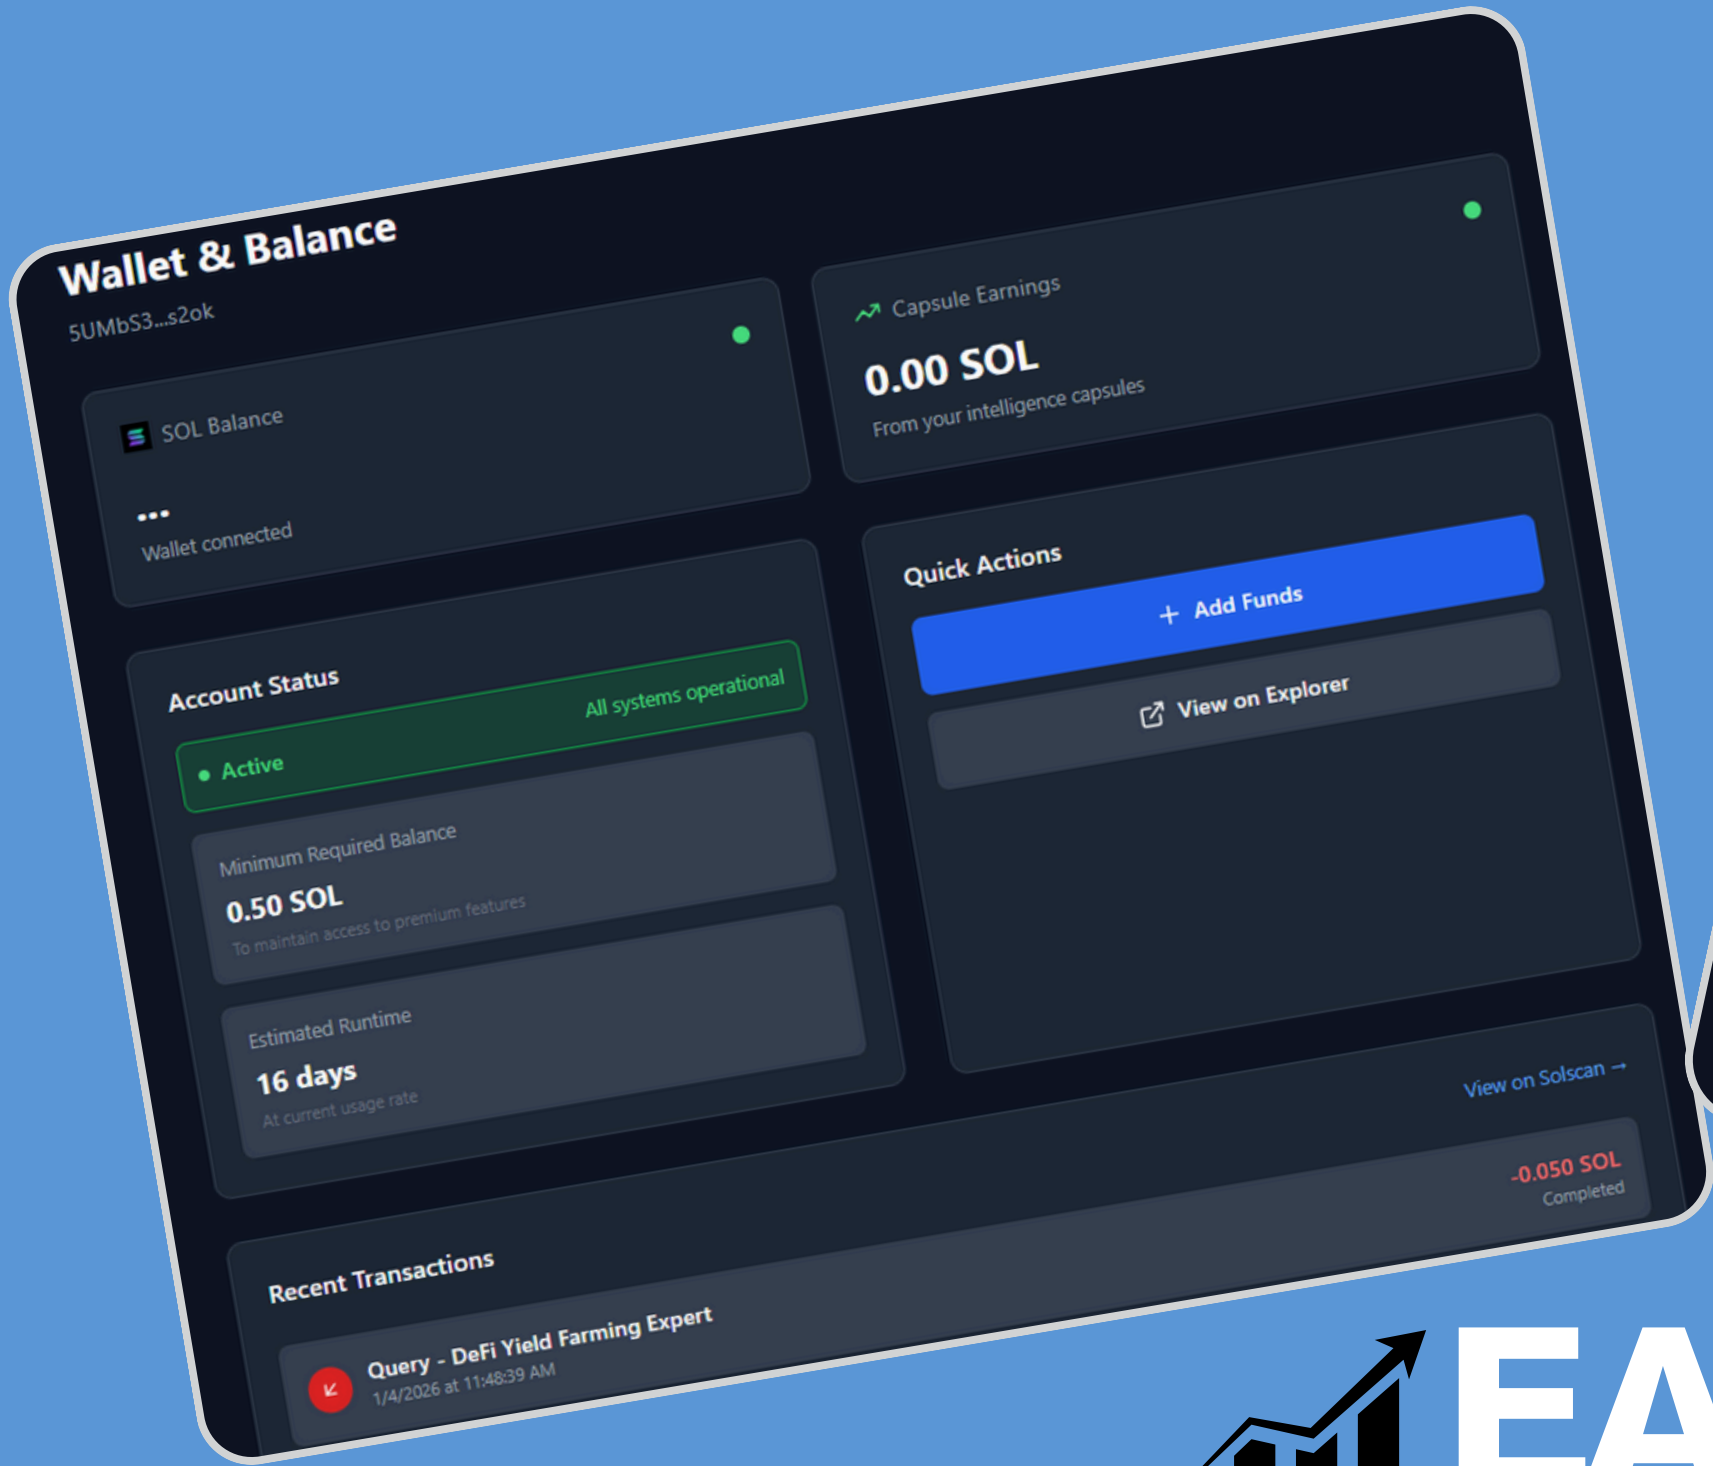 Wallet & Balance
5UMbS3...s2ok
SOL Balance
...
Wallet connected
Capsule Earnings
0.00 SOL
From your intelligence capsules
Account Status
Active
All systems operational
Minimum Required Balance
0.50 SOL
To maintain access to premium features
Estimated Runtime
16 days
At current usage rate
Quick Actions
+ Add Funds
View on Explorer
Recent Transactions
View on Solscan →
Query - DeFi Yield Farming Expert
1/4/2026 at 11:48:39 AM
-0.050 SOL
Completed
EA